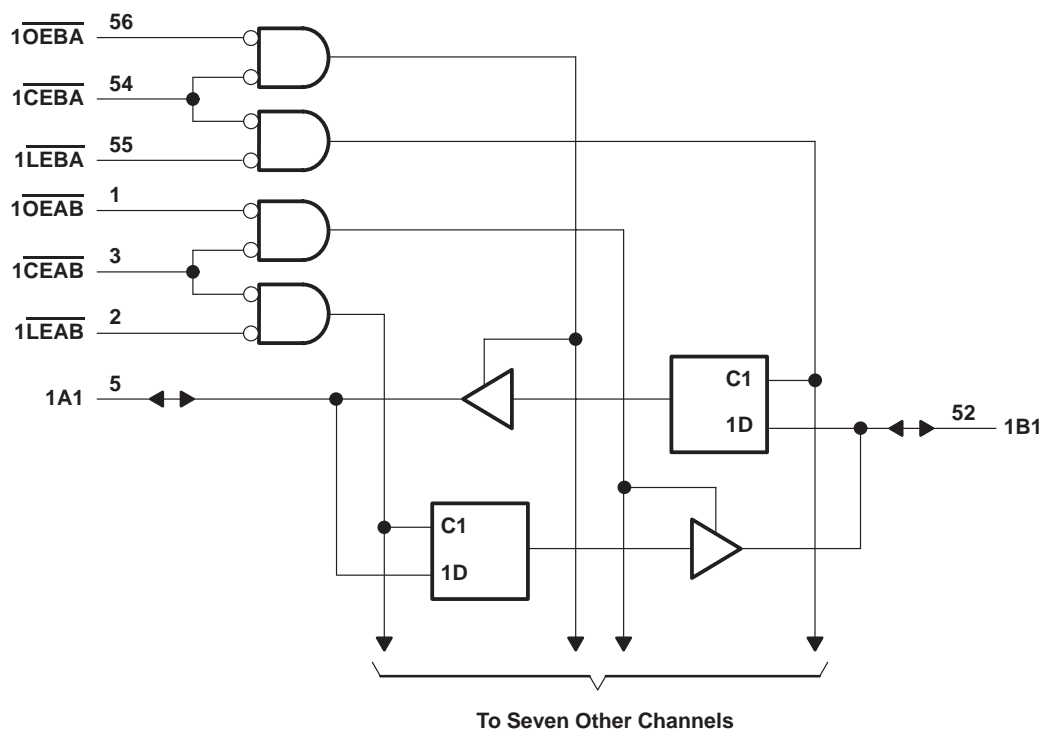 56
1OEBA
54
1CEBA
55
1LEBA
1
1OEAB
3
1CEAB
2
1LEAB
5
1A1
C1
1D
52
1B1
C1
1D
To Seven Other Channels